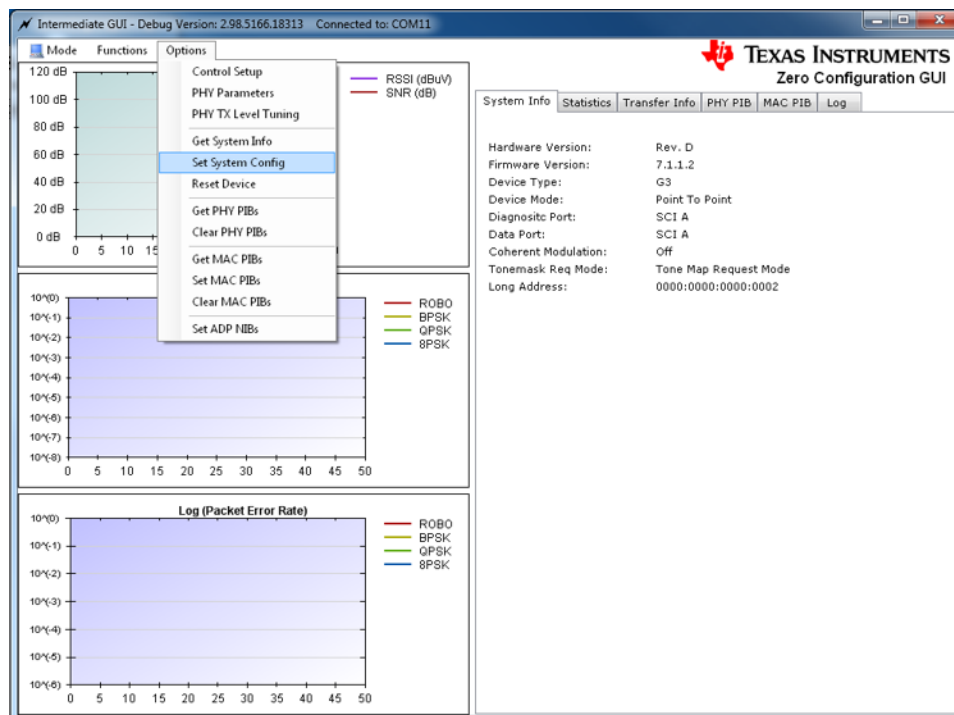 Intermediate GUI - Debug Version: 2.98.5166.18313    Connected to: COM11
Mode Functions Options
TEXAS INSTRUMENTS
Zero Configuration GUI
Control Setup
PHY Parameters
PHY TX Level Tuning
Get System Info
Set System Config
Reset Device
Get PHY PIBs
Clear PHY PIBs
Get MAC PIBs
Set MAC PIBs
Clear MAC PIBs
Set ADP NIBs
120 dB
100 dB
80 dB
60 dB
40 dB
20 dB
0 dB
0 5 10 15
RSSI (dBuV)
SNR (dB)
System Info Statistics Transfer Info PHY PIB MAC PIB Log
Hardware Version: Rev. D
Firmware Version: 7.1.1.2
Device Type: G3
Device Mode: Point To Point
Diagnositc Port: SCI A
Data Port: SCI A
Coherent Modulation: Off
Tonemask Req Mode: Tone Map Request Mode
Long Address: 0000:0000:0000:0002
10^(0)
10^(-1)
10^(-2)
10^(-3)
10^(-4)
10^(-5)
10^(-6)
10^(-7)
10^(-8)
0 5 10 15 20 25 30 35 40 45 50
ROBO
BPSK
QPSK
8PSK
Log (Packet Error Rate)
10^(0)
10^(-1)
10^(-2)
10^(-3)
10^(-4)
10^(-5)
10^(-6)
0 5 10 15 20 25 30 35 40 45 50
ROBO
BPSK
QPSK
8PSK